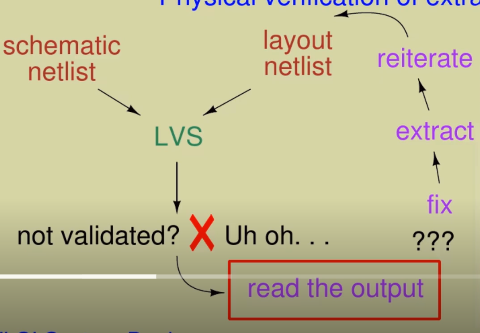 Physical verification of extra
schematic
netlist
layout
netlist
reiterate
LVS
extract
fix
not validated? X Uh oh. . .
???
read the output